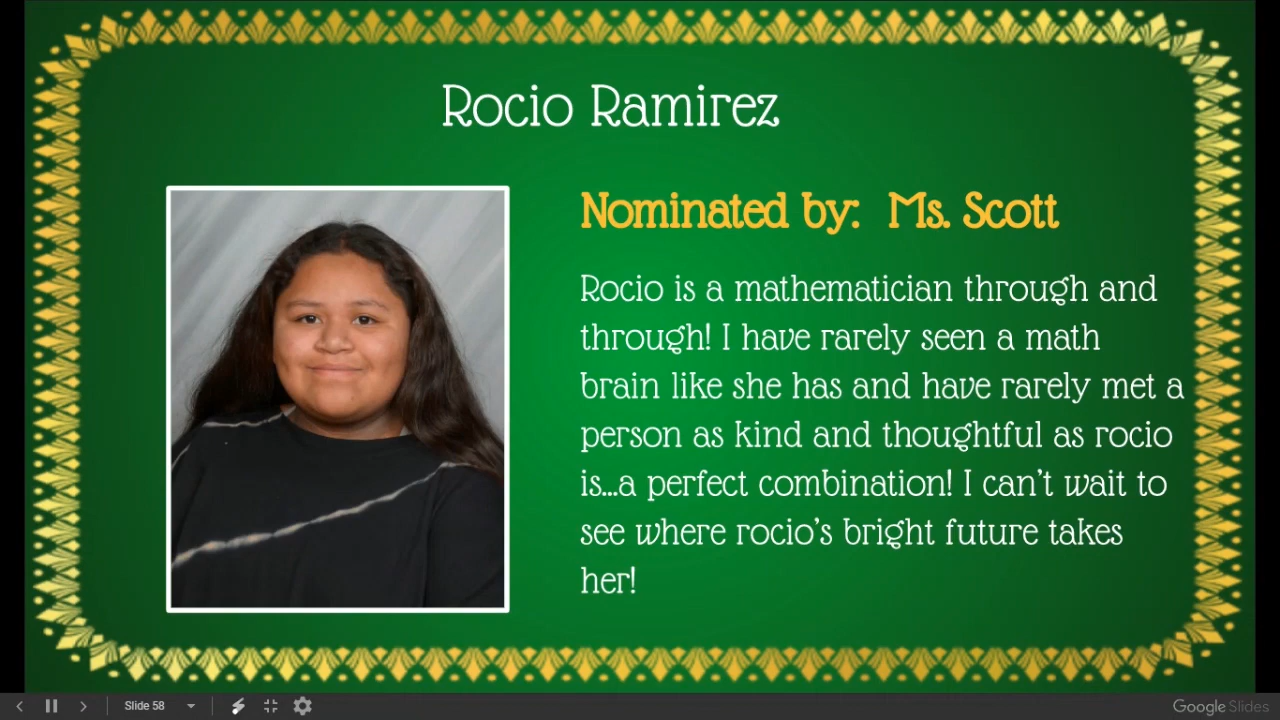 Rocio Ramirez
Nominated by: Ms. Scott
Rocio is a mathematician through and
through! I have rarely seen a math
brain like she has and have rarely met a
person as kind and thoughtful as rocio
is...a perfect combination! I can't wait to
see where rocio's bright future takes
her!
Slide 58
Google Slides